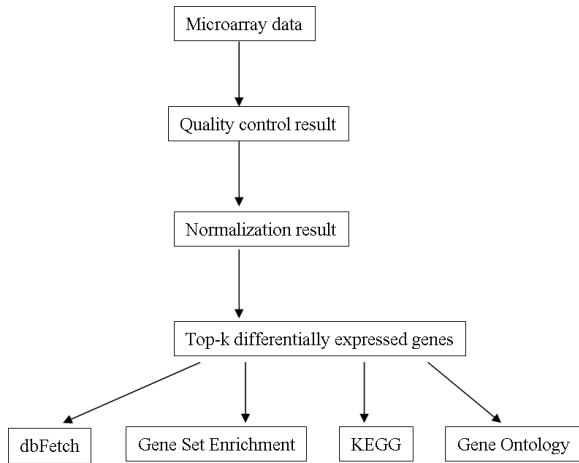 Microarray data
Quality control result
Normalization result
Top-k differentially expressed genes
dbFetch
Gene Set Enrichment
KEGG
Gene Ontology